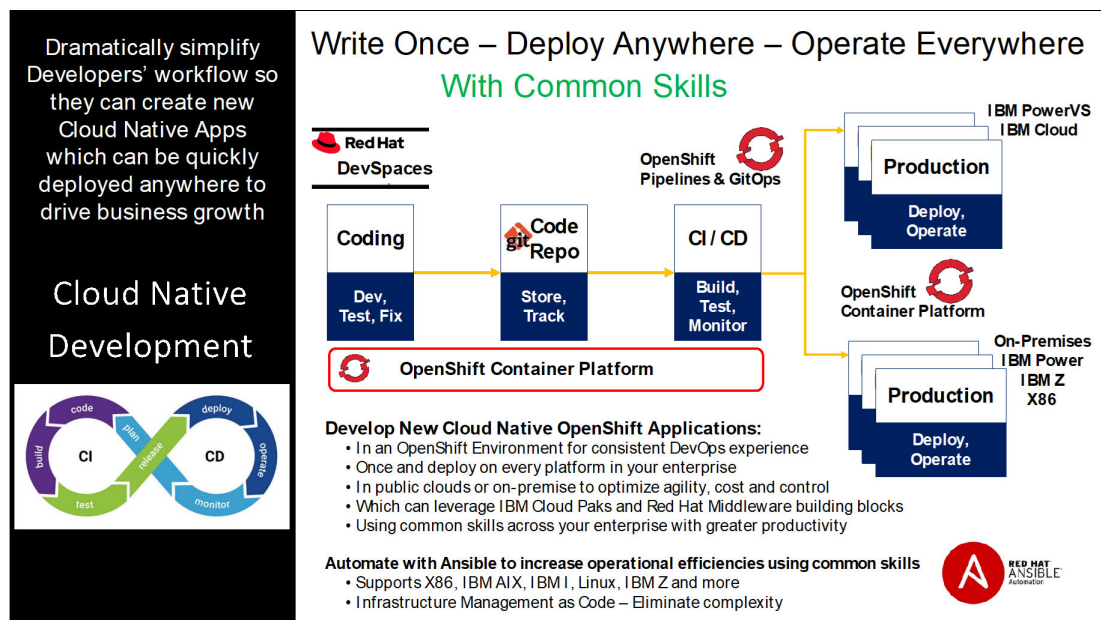 Dramatically simplify
Developers' workflow so
they can create new
Cloud Native Apps
which can be quickly
deployed anywhere to
drive business growth
Cloud Native
Development
code
plan
deploy
build
CI
release
CD
operate
test
monitor
Write Once – Deploy Anywhere – Operate Everywhere
With Common Skills
Red Hat
DevSpaces
OpenShift
Pipelines & GitOps
IBM PowerVS
IBM Cloud
Production
Deploy,
Operate
Coding
Dev,
Test, Fix
git
Code
Repo
Store,
Track
CI / CD
Build,
Test,
Monitor
OpenShift
Container Platform
OpenShift Container Platform
On-Premises
IBM Power
IBM Z
X86
Production
Deploy,
Operate
Develop New Cloud Native OpenShift Applications:
• In an OpenShift Environment for consistent DevOps experience
• Once and deploy on every platform in your enterprise
• In public clouds or on-premise to optimize agility, cost and control
• Which can leverage IBM Cloud Paks and Red Hat Middleware building blocks
• Using common skills across your enterprise with greater productivity
Automate with Ansible to increase operational efficiencies using common skills
• Supports X86, IBM AIX, IBM I, Linux, IBM Z and more
• Infrastructure Management as Code – Eliminate complexity
RED HAT
ANSIBLE
Automation